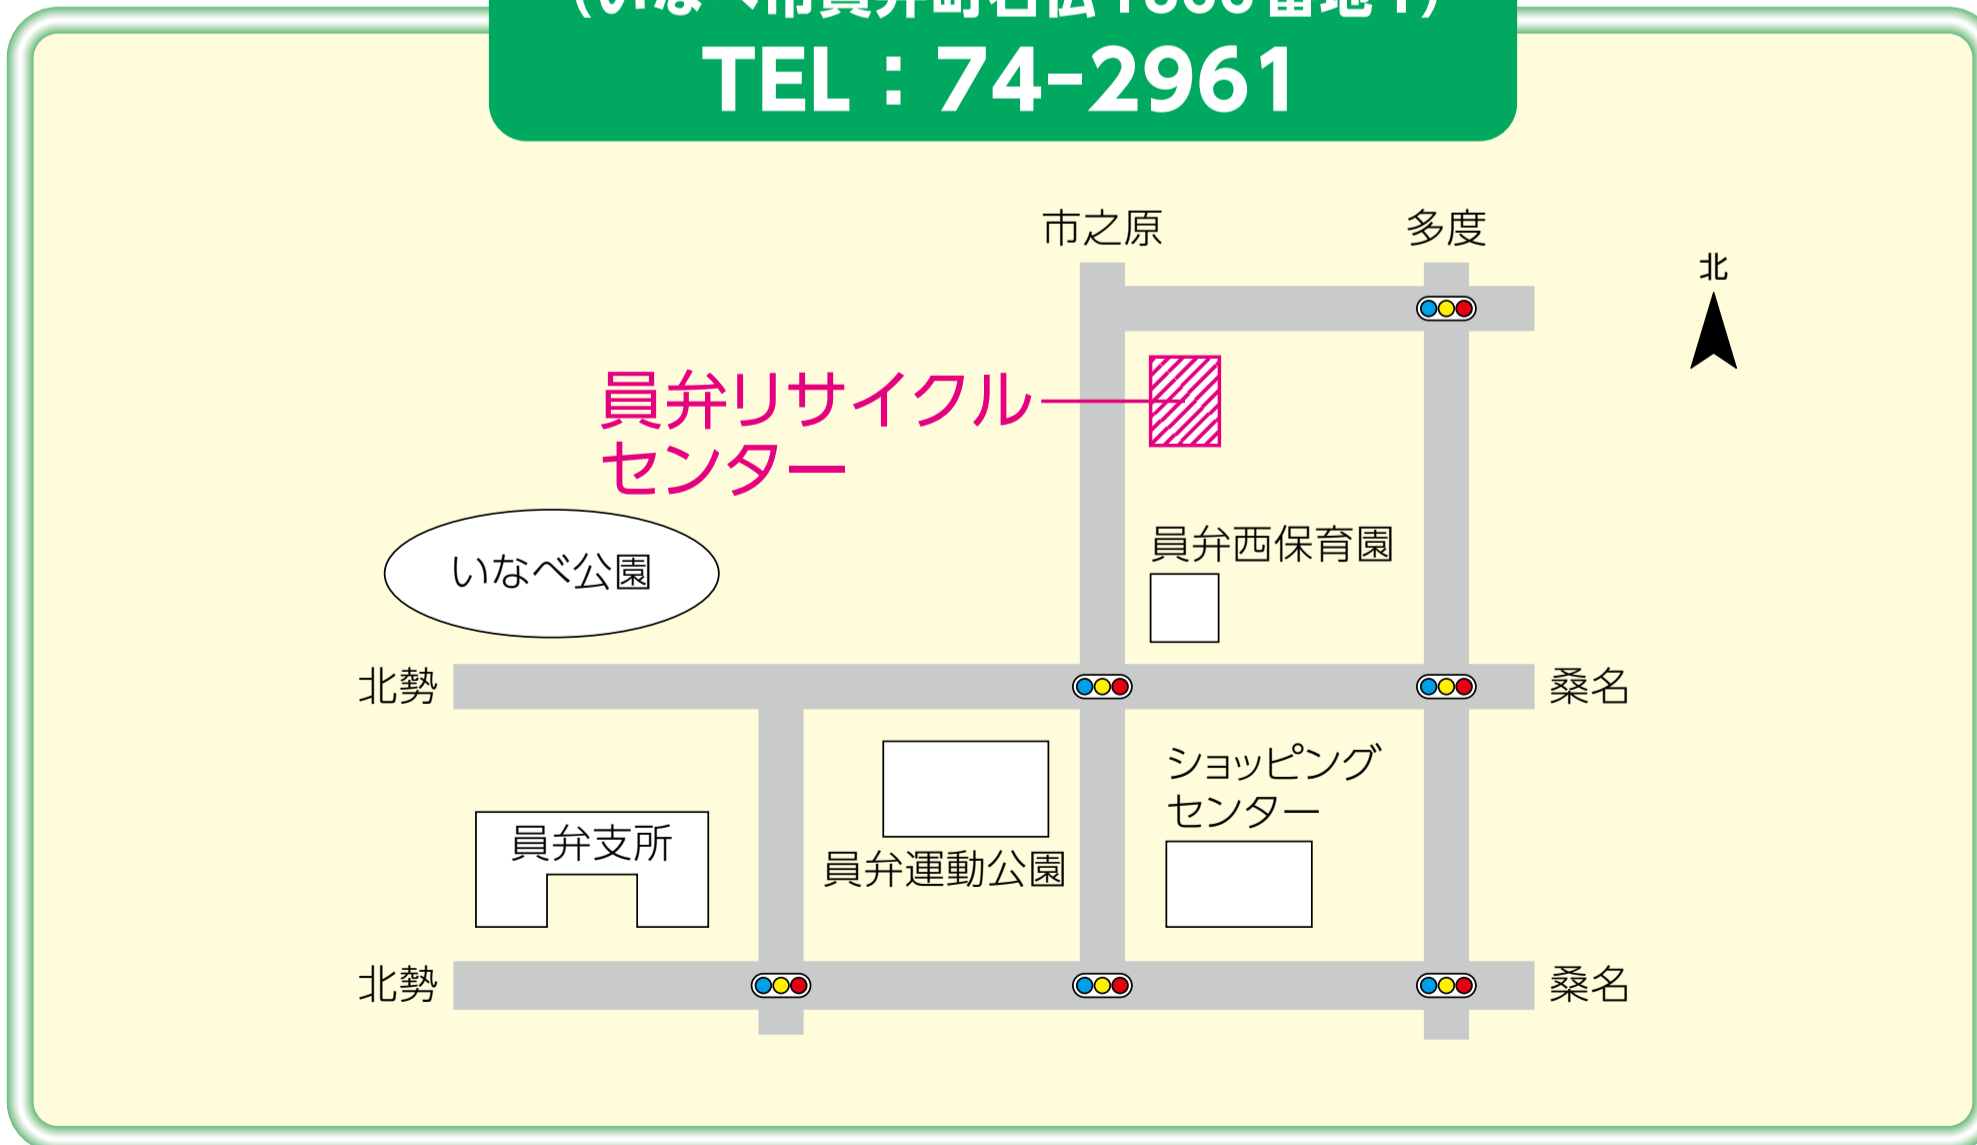 TEL：74-2961
市之原
多度
北
員弁リサイクル
センター
員弁西保育園
いなべ公園
北勢
桑名
ショッピング
センター
員弁支所
員弁運動公園
北勢
桑名